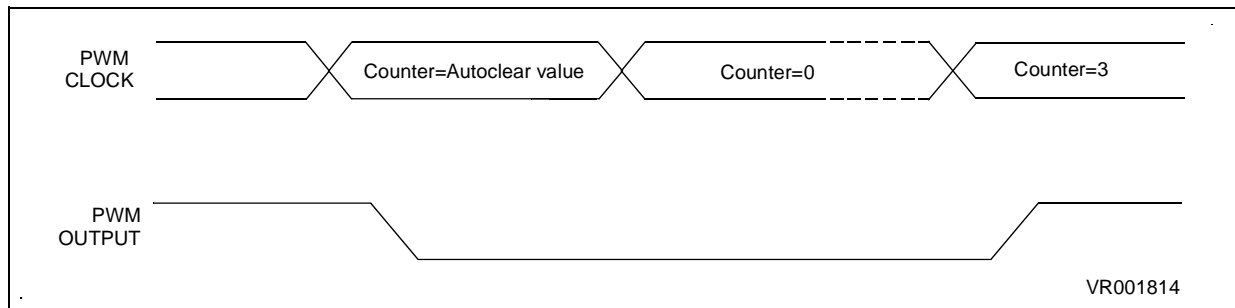 PWM
CLOCK
Counter=Autoclear value
Counter=0
Counter=3
PWM
OUTPUT
VR001814